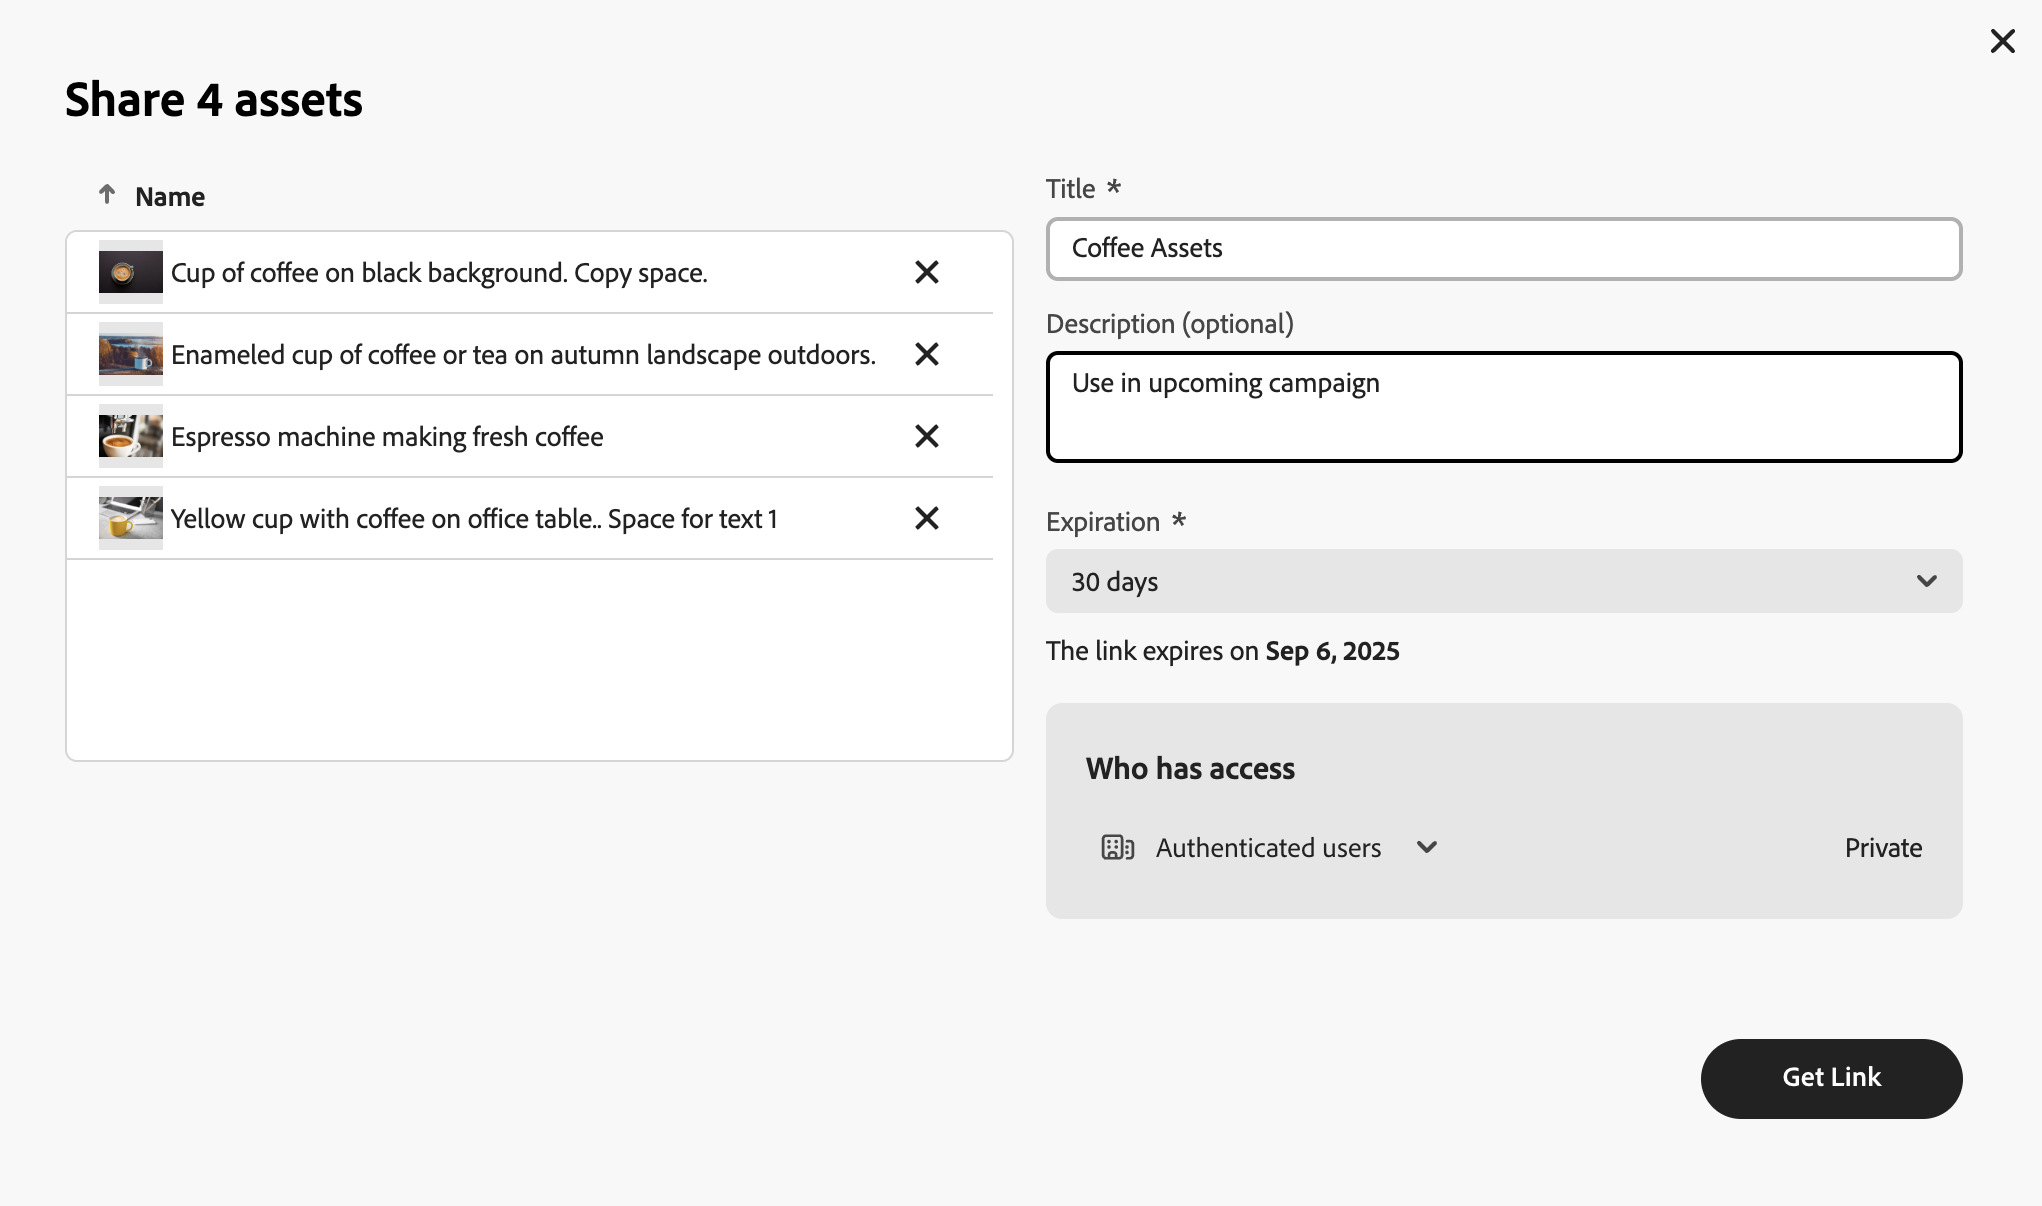 Share 4 assets
Name
Cup of coffee on black background. Copy space.
Enameled cup of coffee or tea on autumn landscape outdoors.
Espresso machine making fresh coffee
Yellow cup with coffee on office table.. Space for text 1
Title *
Coffee Assets
Description (optional)
Use in upcoming campaign
Expiration *
30 days
The link expires on Sep 6, 2025
Who has access
Authenticated users
Private
Get Link